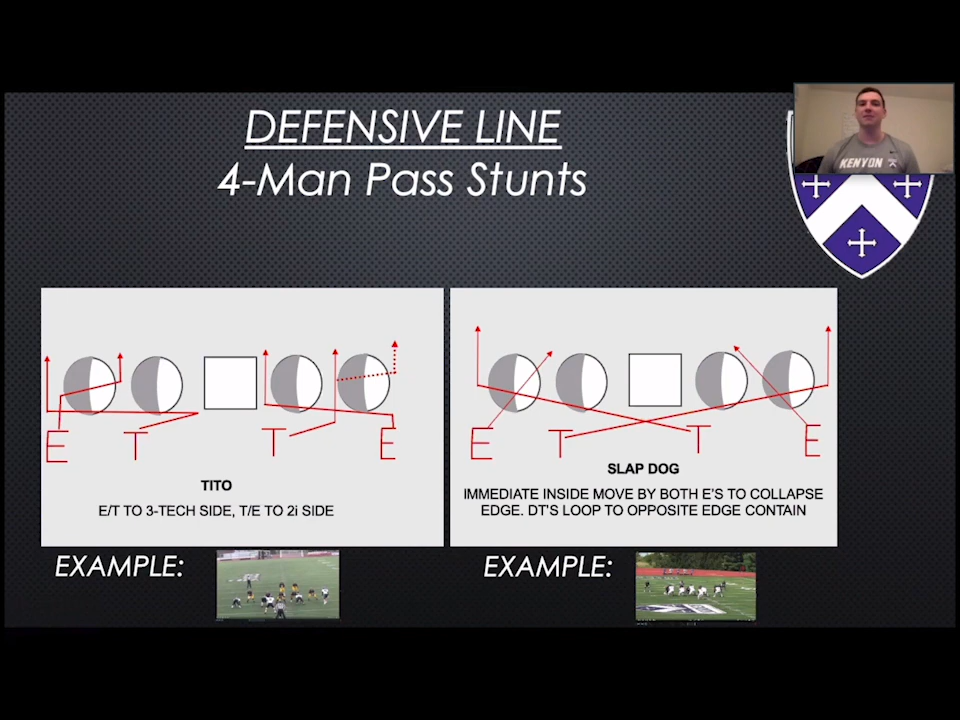 DEFENSIVE LINE
4-Man Pass Stunts
KENYON
E T T E
E T T E
TITO
E/T TO 3-TECH SIDE, T/E TO 2i SIDE
SLAP DOG
IMMEDIATE INSIDE MOVE BY BOTH E'S TO COLLAPSE
EDGE. DT'S LOOP TO OPPOSITE EDGE CONTAIN
EXAMPLE:
EXAMPLE: